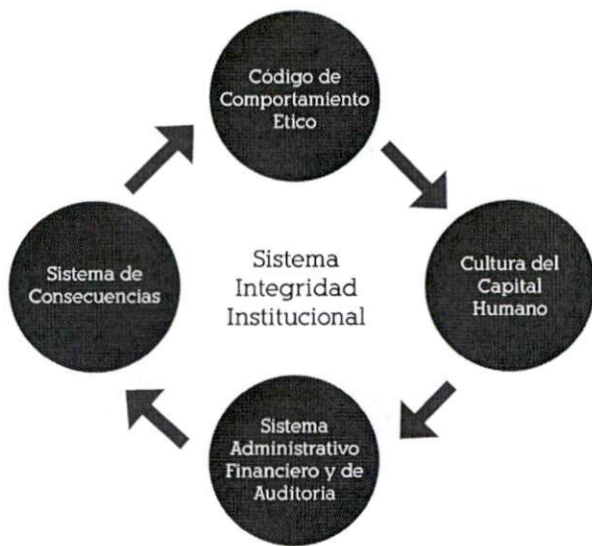 Código de
Comportamiento
Etico
Sistema de
Consecuencias
Sistema
Integridad
Institucional
Cultura del
Capital
Humano
Sistema
Administrativo
Financiero y de
Auditoria